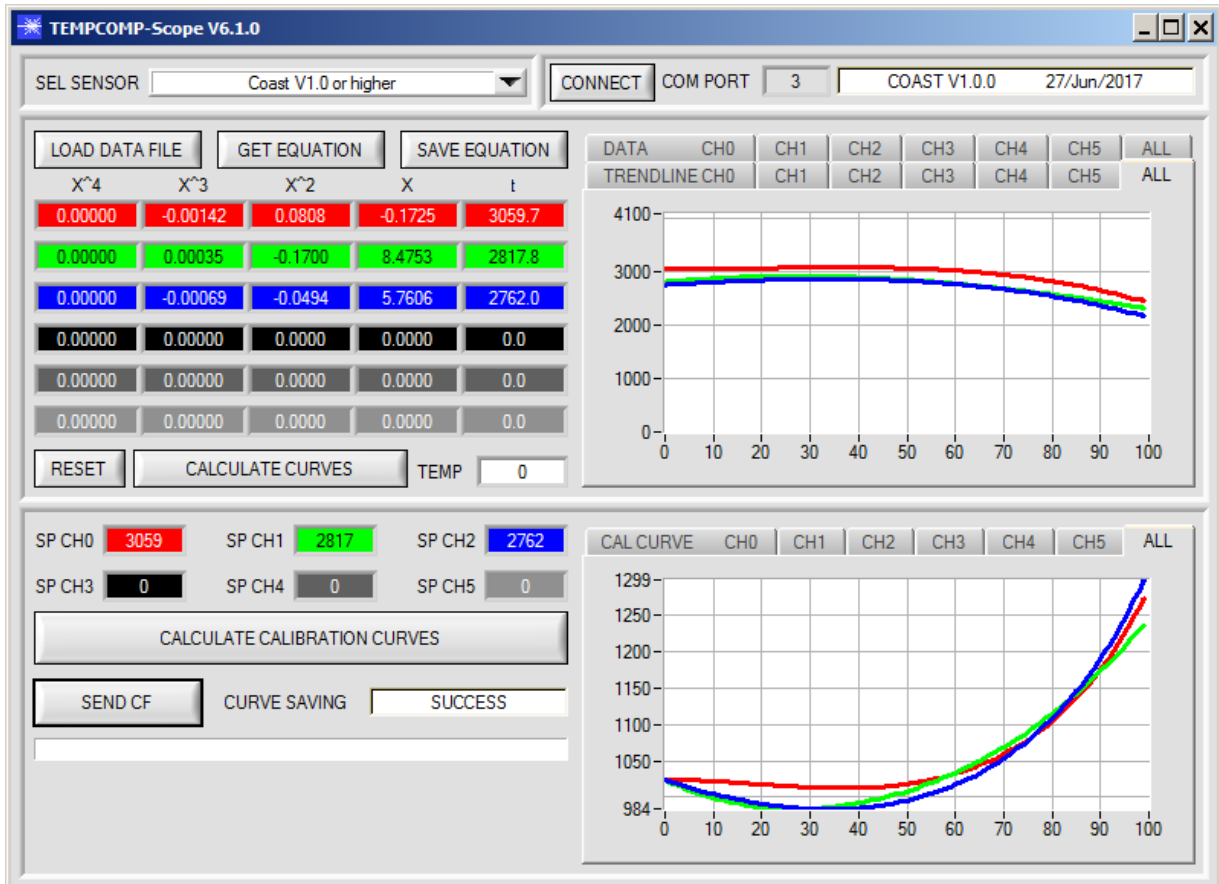 TEMPCOMP-Scope V6.1.0
SEL SENSOR Coast V1.0 or higher CONNECT COM PORT 3 COAST V1.0.0 27/Jun/2017
LOAD DATA FILE GET EQUATION SAVE EQUATION
X^4 X^3 X^2 X t
0.00000 -0.00142 0.0808 -0.1725 3059.7
0.00000 0.00035 -0.1700 8.4753 2817.8
0.00000 -0.00069 -0.0494 5.7606 2762.0
0.00000 0.00000 0.0000 0.0000 0.0
0.00000 0.00000 0.0000 0.0000 0.0
0.00000 0.00000 0.0000 0.0000 0.0
RESET CALCULATE CURVES TEMP 0
DATA CH0 CH1 CH2 CH3 CH4 CH5 ALL
TRENDLINE CH0 CH1 CH2 CH3 CH4 CH5 ALL
4100
3000
2000
1000
0
0 10 20 30 40 50 60 70 80 90 100
SP CH0 3059 SP CH1 2817 SP CH2 2762
SP CH3 0 SP CH4 0 SP CH5 0
CALCULATE CALIBRATION CURVES
SEND CF CURVE SAVING SUCCESS
CAL CURVE CH0 CH1 CH2 CH3 CH4 CH5 ALL
1299
1250
1200
1150
1100
1050
984
0 10 20 30 40 50 60 70 80 90 100